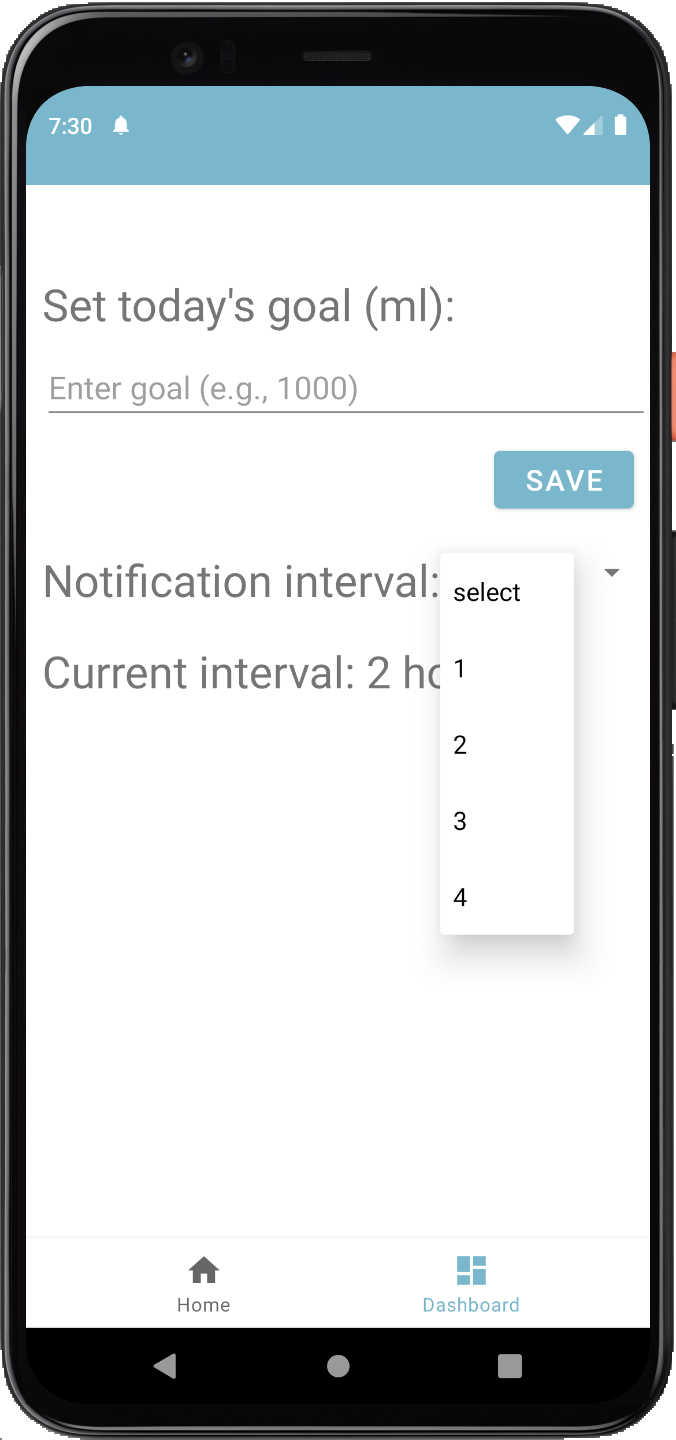 7:30
Set today's goal (ml):
Enter goal (e.g., 1000)
SAVE
Notification interval:
select
Current interval: 2
1
2
3
4
Home
Dashboard